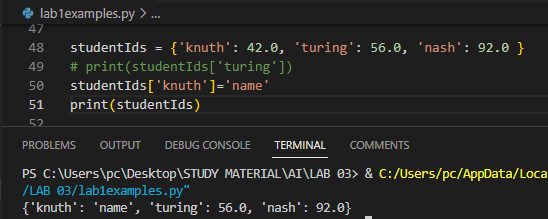 lab1examples.py > ...
47
48 studentIds = {'knuth': 42.0, 'turing': 56.0, 'nash': 92.0 }
49 # print(studentIds['turing'])
50 studentIds['knuth']='name'
51 print(studentIds)
52
PROBLEMS OUTPUT DEBUG CONSOLE TERMINAL COMMENTS
PS C:\Users\pc\Desktop\STUDY MATERIAL\AI\LAB 03> & C:/Users/pc/AppData/Loca
/LAB 03/lab1examples.py"
{'knuth': 'name', 'turing': 56.0, 'nash': 92.0}